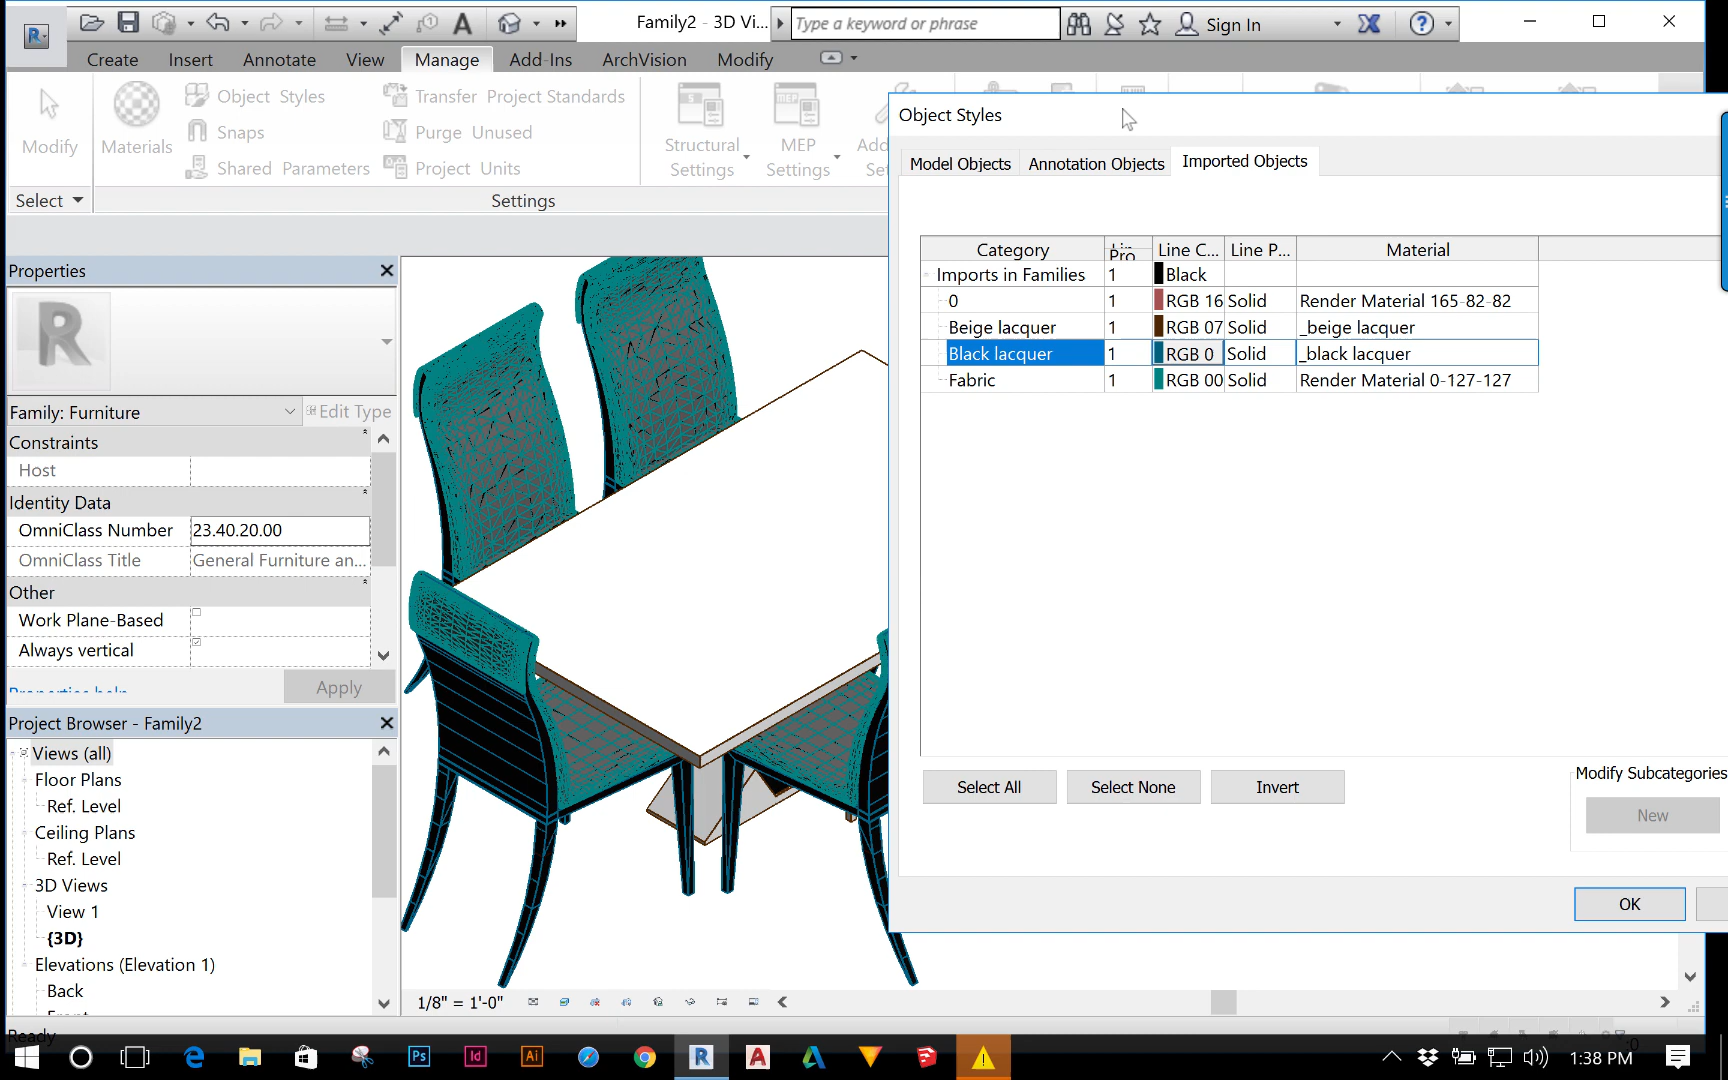 Family2 - 3D Vi...
Type a keyword or phrase
Sign In
Create Insert Annotate View Manage Add-Ins ArchVision Modify
Modify
Materials
Object Styles
Snaps
Shared Parameters
Transfer Project Standards
Purge Unused
Project Units
Structural
Settings
MEP
Settings
Select
Settings
Object Styles
Model Objects Annotation Objects Imported Objects
Category Pro Line C... Line P... Material
Imports in Families 1 Black
0 1 RGB 16 Solid Render Material 165-82-82
Beige lacquer 1 RGB 07 Solid _beige lacquer
Black lacquer 1 RGB 0 Solid _black lacquer
Fabric 1 RGB 00 Solid Render Material 0-127-127
Select All Select None Invert
Modify Subcategories
New
OK
Properties
R
Family: Furniture Edit Type
Constraints
Host
Identity Data
OmniClass Number 23.40.20.00
OmniClass Title General Furniture an...
Other
Work Plane-Based
Always vertical
Apply
Project Browser - Family2
Views (all)
Floor Plans
Ref. Level
Ceiling Plans
Ref. Level
3D Views
View 1
{3D}
Elevations (Elevation 1)
Back
1/8" = 1'-0"
Ready
Ps Id Ai R A
1:38 PM